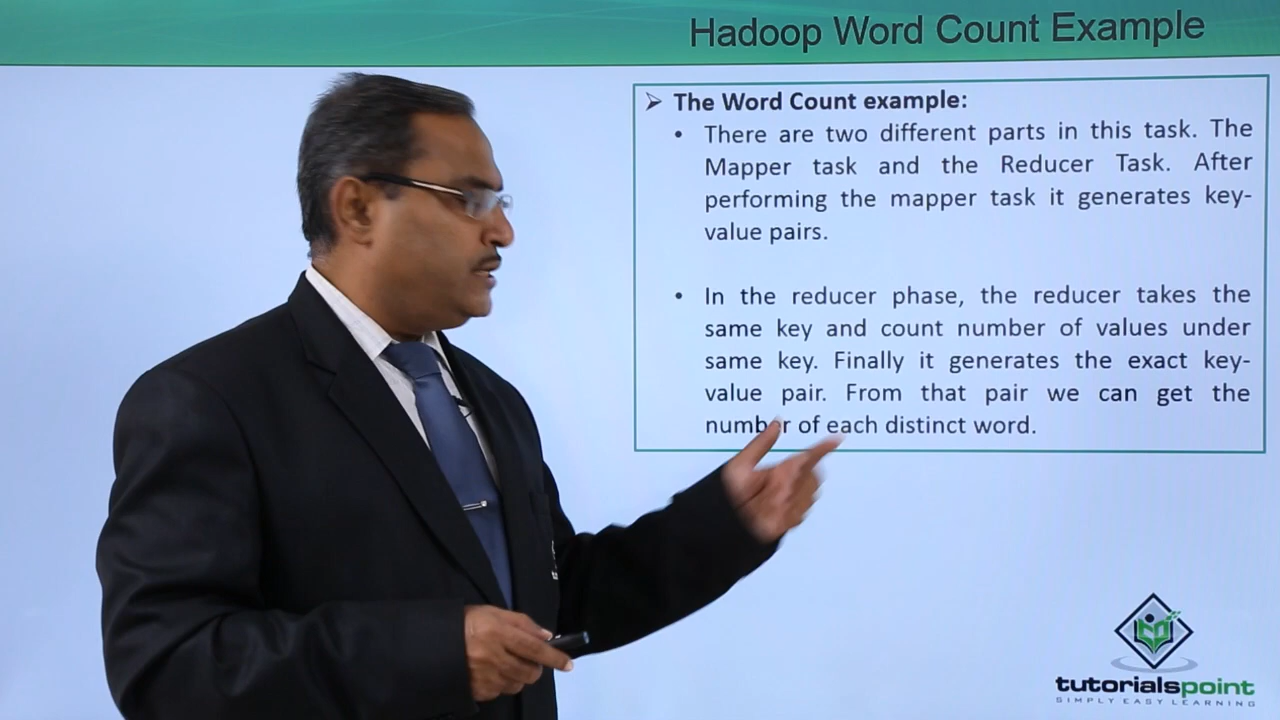 Hadoop Word Count Example
➢ The Word Count example:
• There are two different parts in this task. The
Mapper task and the Reducer Task. After
performing the mapper task it generates key-
value pairs.
• In the reducer phase, the reducer takes the
same key and count number of values under
same key. Finally it generates the exact key-
value pair. From that pair we can get the
number of each distinct word.
tutorialspoint
SIMPLY EASY LEARNING